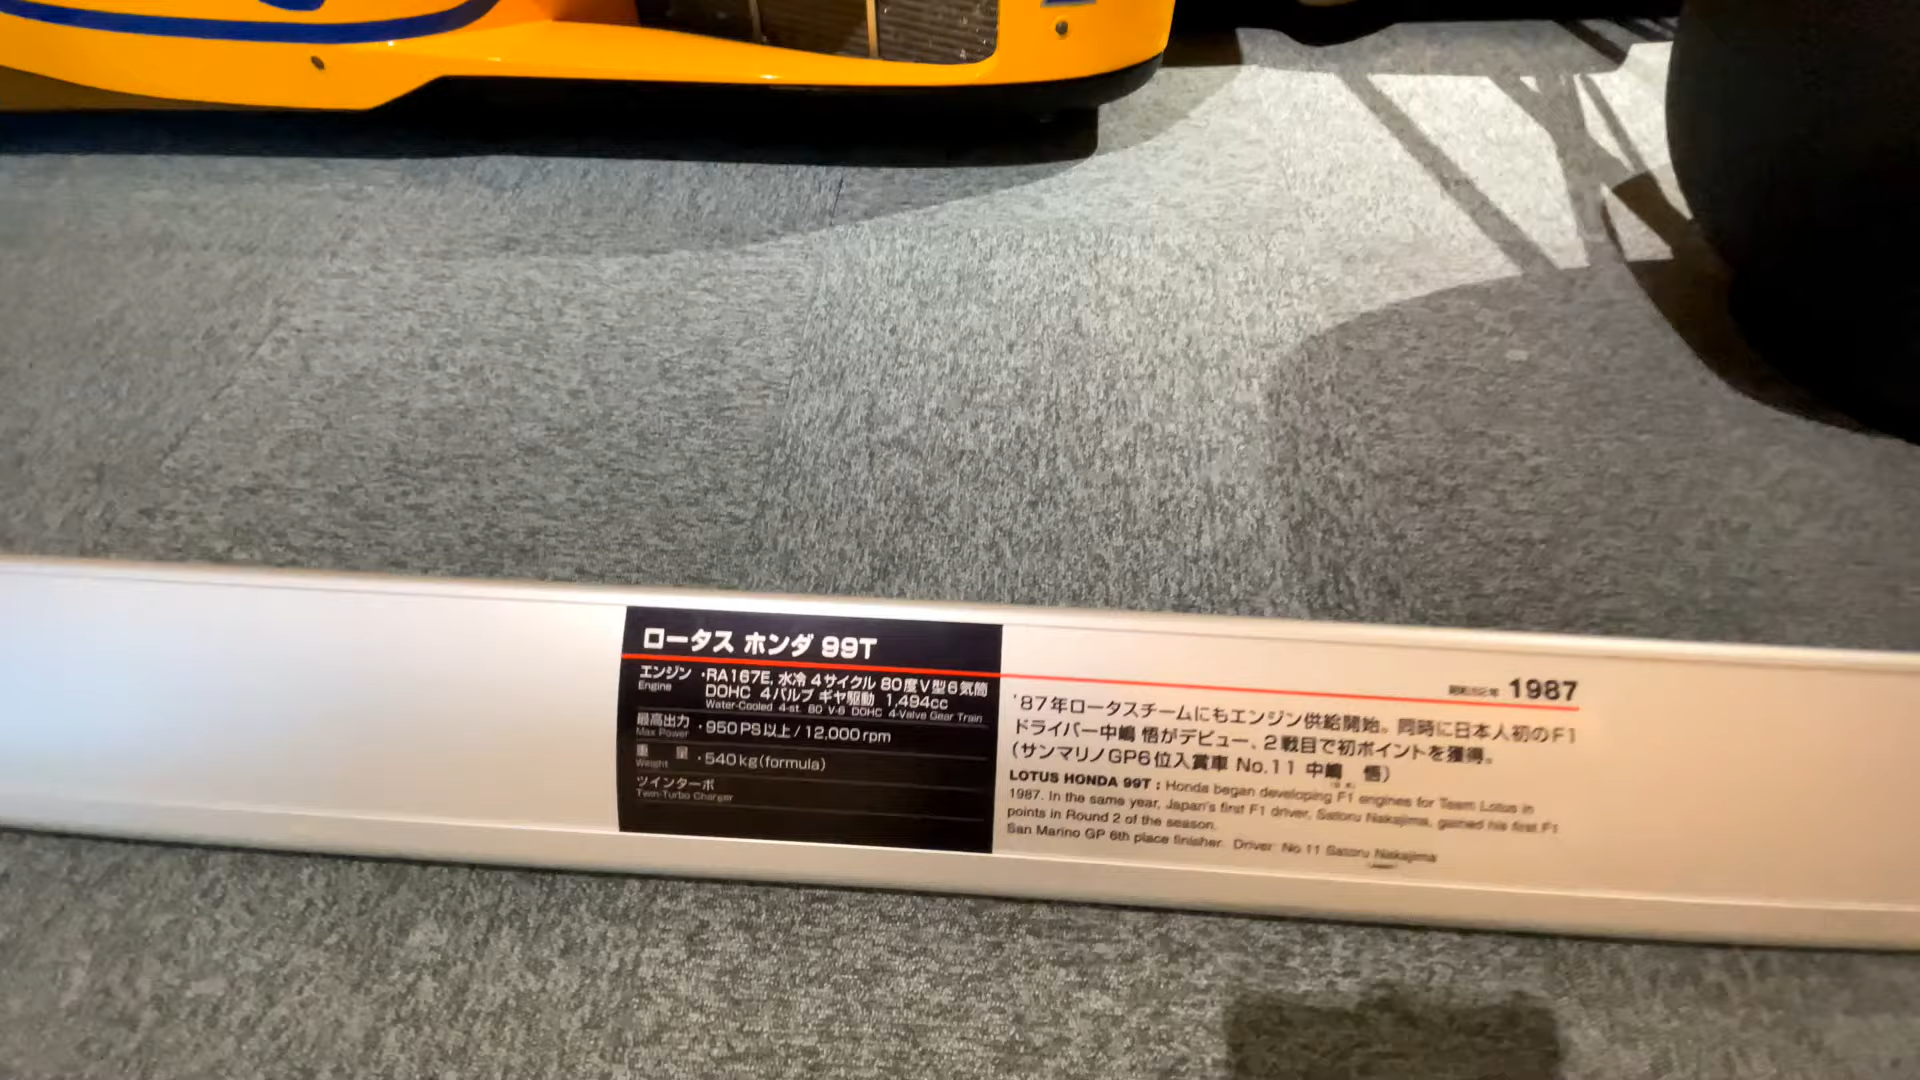 ロータス ホンダ 99T
エンジン ・RA167E, 水冷 4サイクル 80度V型6気筒
Engine
DOHC 4バルブ ギヤ駆動 1,494cc
Water-Cooled 4-st. 80 V-6 DOHC 4-Valve Gear Train
最高出力 ・950PS以上/12,000rpm
Max Power
重 量 ・540kg(formula)
Weight
ツインターボ
Twin-Turbo Charger
1987
'87年ロータスチームにもエンジン供給開始。同時に日本人初のF1
ドライバー中嶋 悟がデビュー、2戦目で初ポイントを獲得。
(サンマリノGP6位入賞車 No.11 中嶋 悟)
LOTUS HONDA 99T : Honda began developing F1 engines for Team Lotus in
1987. In the same year, Japan's first F1 driver, Satoru Nakajima, gained his first F1
points in Round 2 of the season.
San Marino GP 6th place finisher. Driver: No.11 Satoru Nakajima